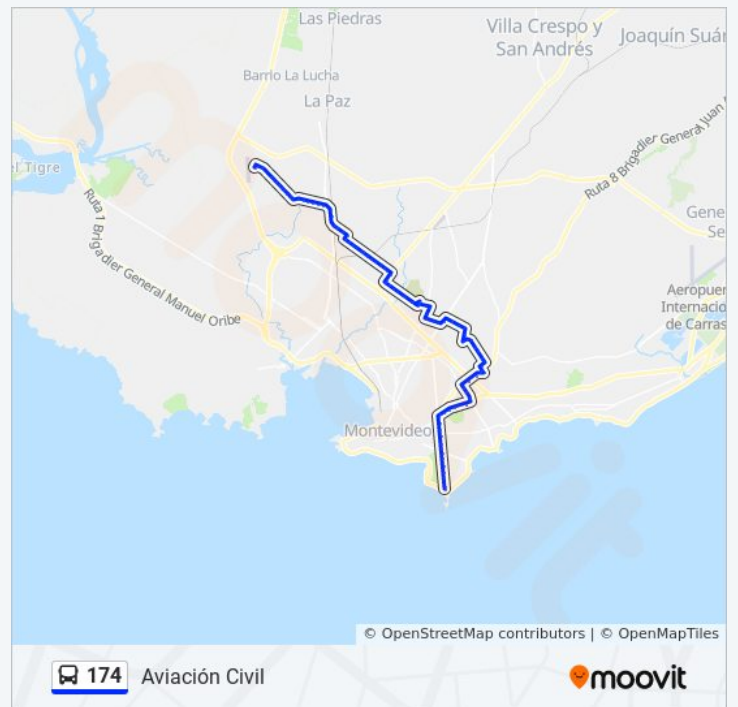 Las Piedras
Villa Crespo y
San Andrés
Joaquín Suár
Barrio La Lucha
La Paz
el Tigre
Ruta 8 Brigadier General Juan A
Ruta 1 Brigadier General Manuel Oribe
Gene
Se
Aeropuer
Internacio
de Carras
Montevideo
© OpenStreetMap contributors | © OpenMapTiles
174 Aviación Civil
moovit